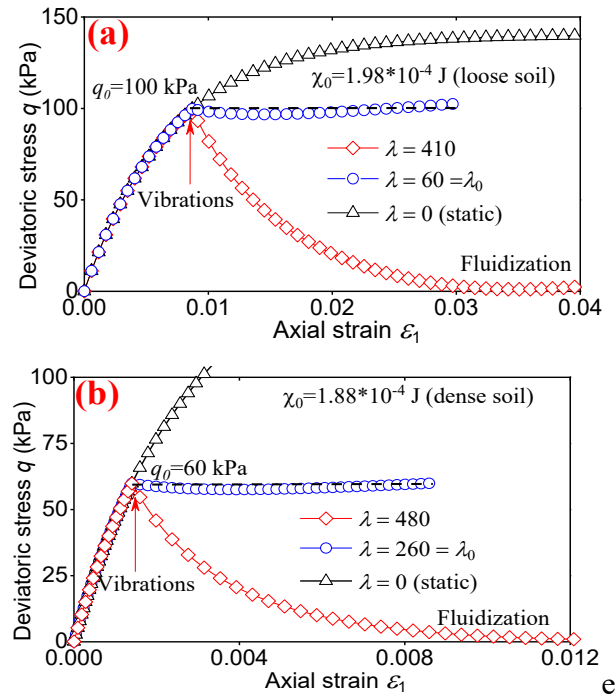 (a)
150
100
50
0
Deviatoric stress q (kPa)
q₀=100 kPa
χ₀=1.98*10⁻⁴ J (loose soil)
λ = 410
λ = 60 =λ₀
λ = 0 (static)
Vibrations
Fluidization
0.00 0.01 0.02 0.03 0.04
Axial strain ε₁
(b)
100
75
50
25
0
Deviatoric stress q (kPa)
χ₀=1.88*10⁻⁴ J (dense soil)
q₀=60 kPa
λ = 480
λ = 260 = λ₀
λ = 0 (static)
Vibrations
Fluidization
0.000 0.004 0.008 0.012
Axial strain ε₁
e